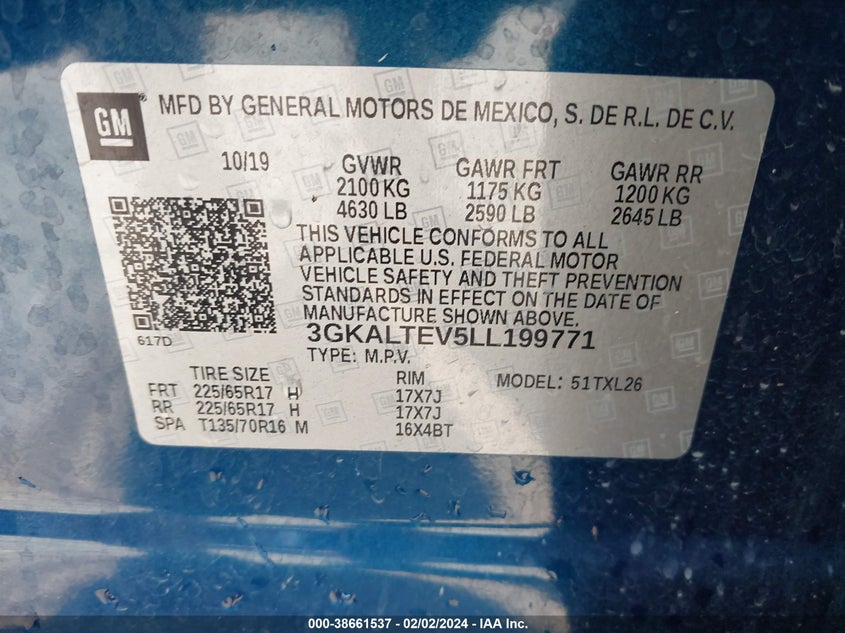 GM
MFD BY GENERAL MOTORS DE MEXICO, S. DE R.L. DE C.V.
10/19 GVWR GAWR FRT GAWR RR
2100 KG 1175 KG 1200 KG
4630 LB 2590 LB 2645 LB
THIS VEHICLE CONFORMS TO ALL
APPLICABLE U.S. FEDERAL MOTOR
VEHICLE SAFETY AND THEFT PREVENTION
STANDARDS IN EFFECT ON THE DATE OF
MANUFACTURE SHOWN ABOVE.
617D
3GKALTEV5LL199771
TYPE: M.P.V.
TIRE SIZE RIM MODEL: 51TXL26
FRT 225/65R17 H 17X7J
RR 225/65R17 H 17X7J
SPA T135/70R16 M 16X4BT
000-38661537 - 02/02/2024 - IAA Inc.